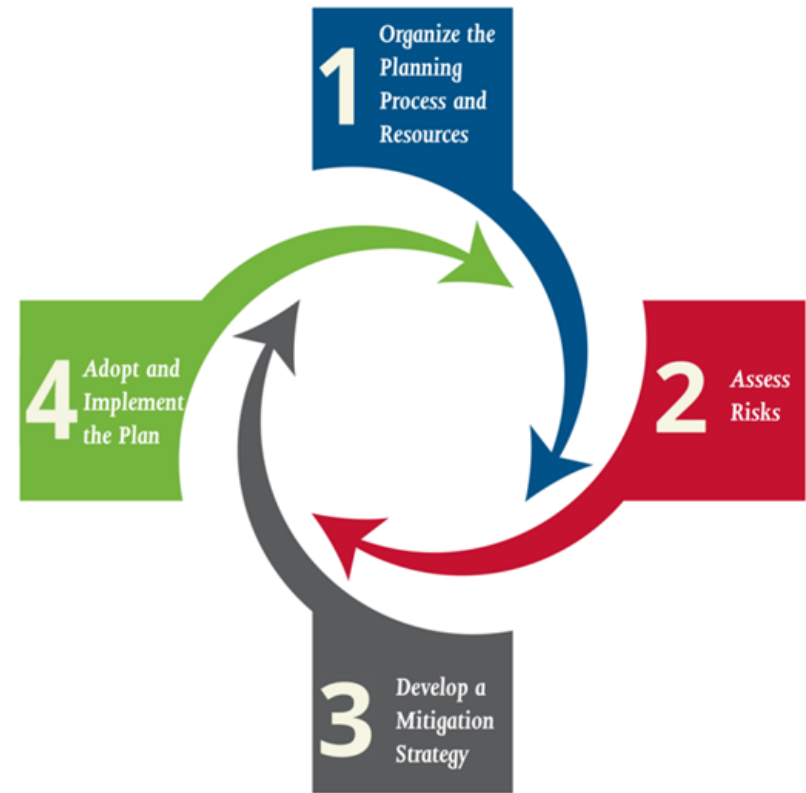 1
Organize the
Planning
Process and
Resources
2
Assess
Risks
3
Develop a
Mitigation
Strategy
4
Adopt and
Implement
the Plan